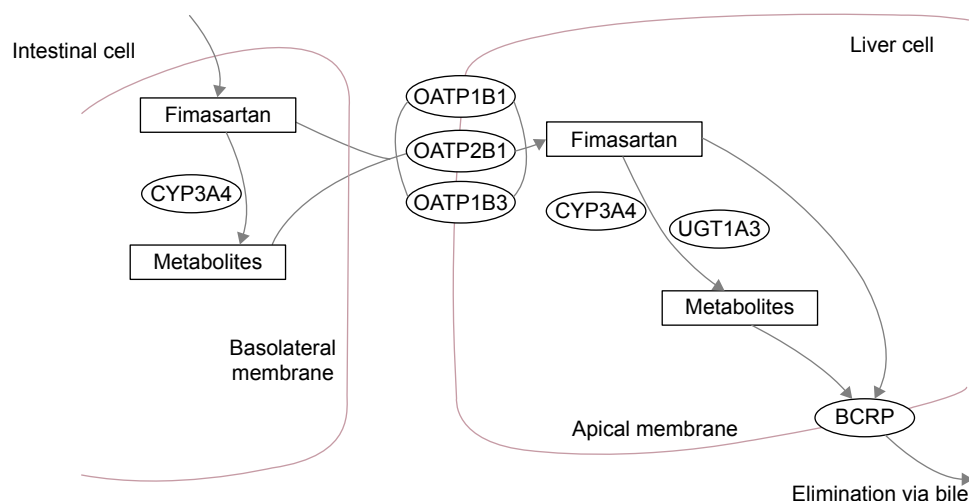 Intestinal cell
Liver cell
OATP1B1
Fimasartan
OATP2B1
Fimasartan
CYP3A4
OATP1B3
CYP3A4
UGT1A3
Metabolites
Metabolites
Basolateral
membrane
BCRP
Apical membrane
Elimination via bile